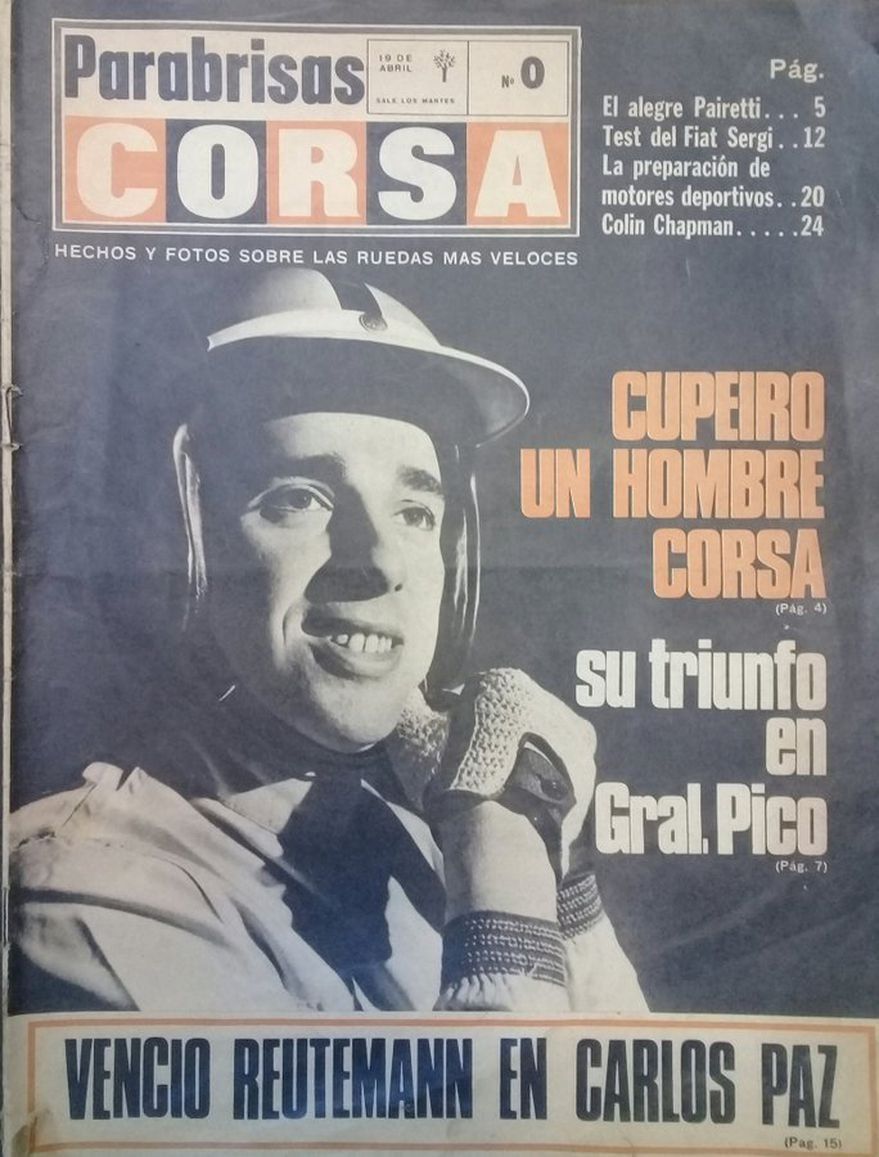 Parabrisas
19 DE
ABRIL
SALE LOS MARTES
Nº 0
CORSA
HECHOS Y FOTOS SOBRE LAS RUEDAS MAS VELOCES
Pág.
El alegre Pairetti... 5
Test del Fiat Sergi..12
La preparación de
motores deportivos..20
Colin Chapman.....24
CUPEIRO
UN HOMBRE
CORSA
(Pág. 4)
su triunfo
en
Gral. Pico
(Pág. 7)
VENCIO REUTEMANN EN CARLOS PAZ
(Pag. 15)